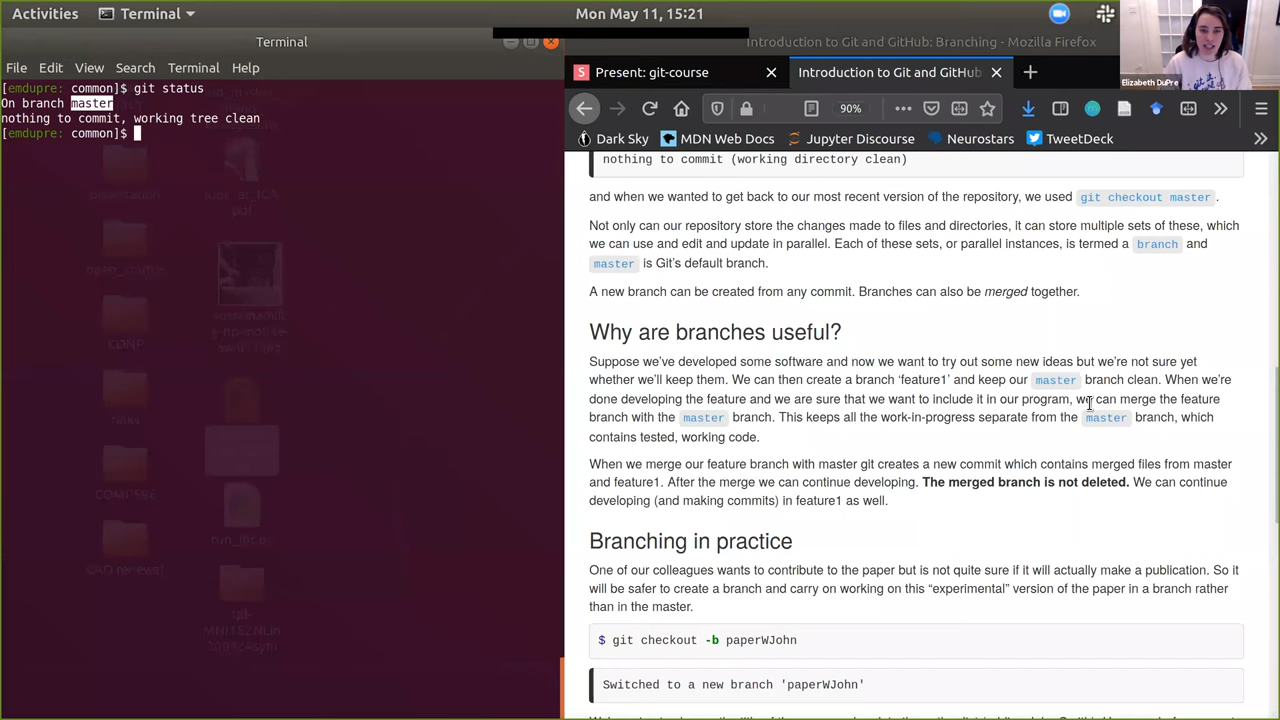 Activities
Terminal
Mon May 11, 15:21
Terminal
Introduction to Git and GitHub: Branching - Mozilla Firefox
File Edit View Search Terminal Help
[emdupre: common]$ git status
On branch master
nothing to commit, working tree clean
[emdupre: common]$
Present: git-course
Introduction to Git and GitHub
Elizabeth DuPre
90%
Dark Sky
MDN Web Docs
Jupyter Discourse
Neurostars
TweetDeck
nothing to commit (working directory clean)
and when we wanted to get back to our most recent version of the repository, we used git checkout master .
Not only can our repository store the changes made to files and directories, it can store multiple sets of these, which
we can use and edit and update in parallel. Each of these sets, or parallel instances, is termed a branch and
master is Git's default branch.
A new branch can be created from any commit. Branches can also be merged together.
Why are branches useful?
Suppose we've developed some software and now we want to try out some new ideas but we're not sure yet
whether we'll keep them. We can then create a branch 'feature1' and keep our master branch clean. When we're
done developing the feature and we are sure that we want to include it in our program, we can merge the feature
branch with the master branch. This keeps all the work-in-progress separate from the master branch, which
contains tested, working code.
When we merge our feature branch with master git creates a new commit which contains merged files from master
and feature1. After the merge we can continue developing. The merged branch is not deleted. We can continue
developing (and making commits) in feature1 as well.
Branching in practice
One of our colleagues wants to contribute to the paper but is not quite sure if it will actually make a publication. So it
will be safer to create a branch and carry on working on this “experimental” version of the paper in a branch rather
than in the master.
$ git checkout -b paperWJohn
Switched to a new branch 'paperWJohn'